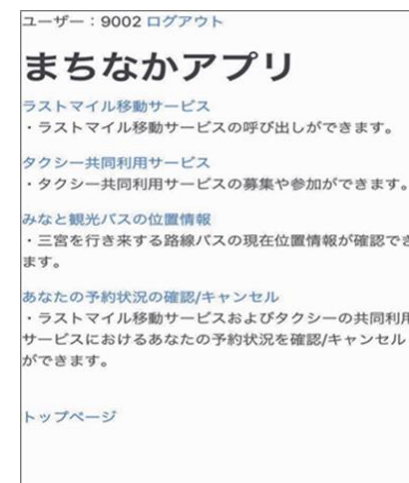 ユーザー：9002 ログアウト
まちなかアプリ
ラストマイル移動サービス
・ラストマイル移動サービスの呼び出しができます。
タクシー共同利用サービス
・タクシー共同利用サービスの募集や参加ができます。
みなと観光バスの位置情報
・三宮を行き来する路線バスの現在位置情報が確認でき
ます。
あなたの予約状況の確認/キャンセル
・ラストマイル移動サービスおよびタクシーの共同利用
サービスにおけるあなたの予約状況を確認/キャンセル
ができます。
トップページ